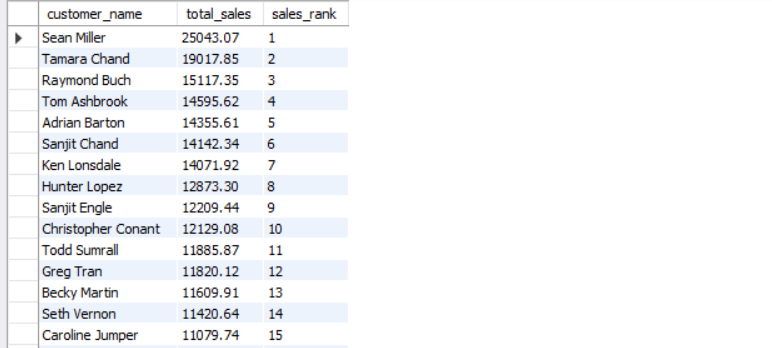 customer_name total_sales sales_rank
Sean Miller 25043.07 1
Tamara Chand 19017.85 2
Raymond Buch 15117.35 3
Tom Ashbrook 14595.62 4
Adrian Barton 14355.61 5
Sanjit Chand 14142.34 6
Ken Lonsdale 14071.92 7
Hunter Lopez 12873.30 8
Sanjit Engle 12209.44 9
Christopher Conant 12129.08 10
Todd Sumrall 11885.87 11
Greg Tran 11820.12 12
Becky Martin 11609.91 13
Seth Vernon 11420.64 14
Caroline Jumper 11079.74 15